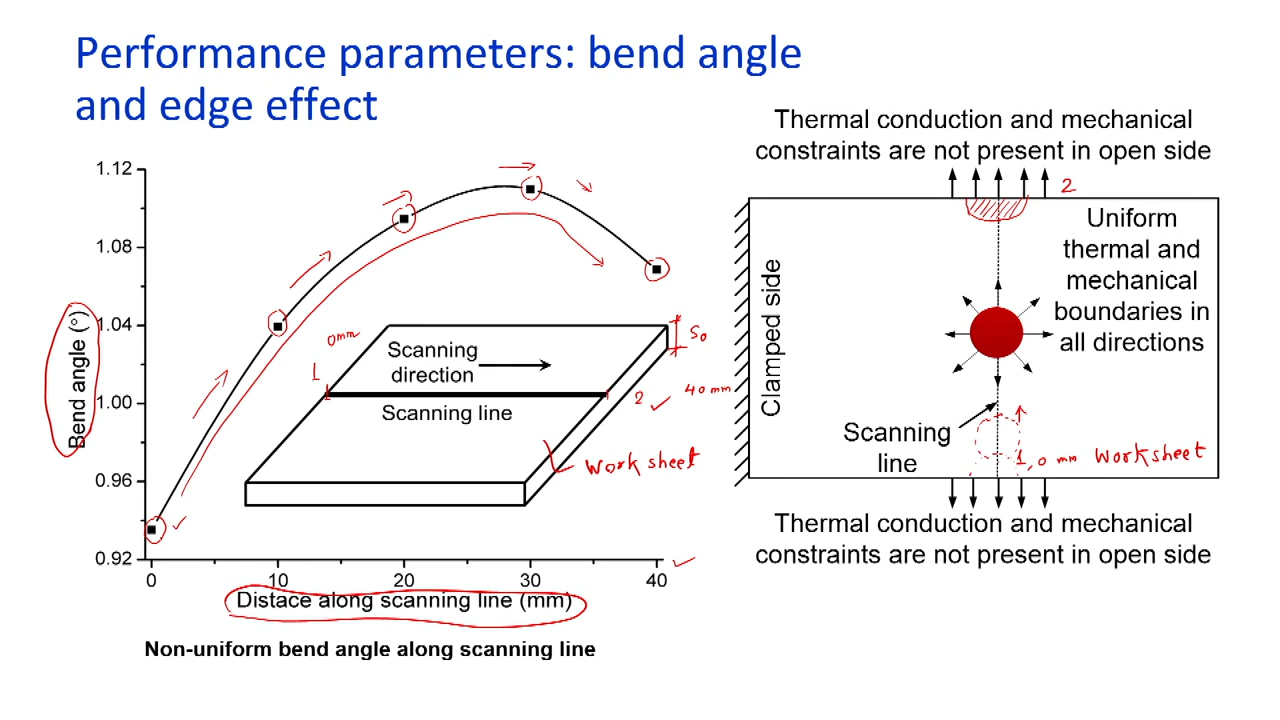 Performance parameters: bend angle
and edge effect
1.12
1.08
1.04
1.00
0.96
0.92
Bend angle (°)
0
10
20
30
40
Distace along scanning line (mm)
Non-uniform bend angle along scanning line
Scanning
direction
Scanning line
0mm
1
2
40 mm
S0
Work sheet
Thermal conduction and mechanical
constraints are not present in open side
2
Clamped side
Uniform
thermal and
mechanical
boundaries in
all directions
Scanning
line
1, 0 mm
Worksheet
Thermal conduction and mechanical
constraints are not present in open side